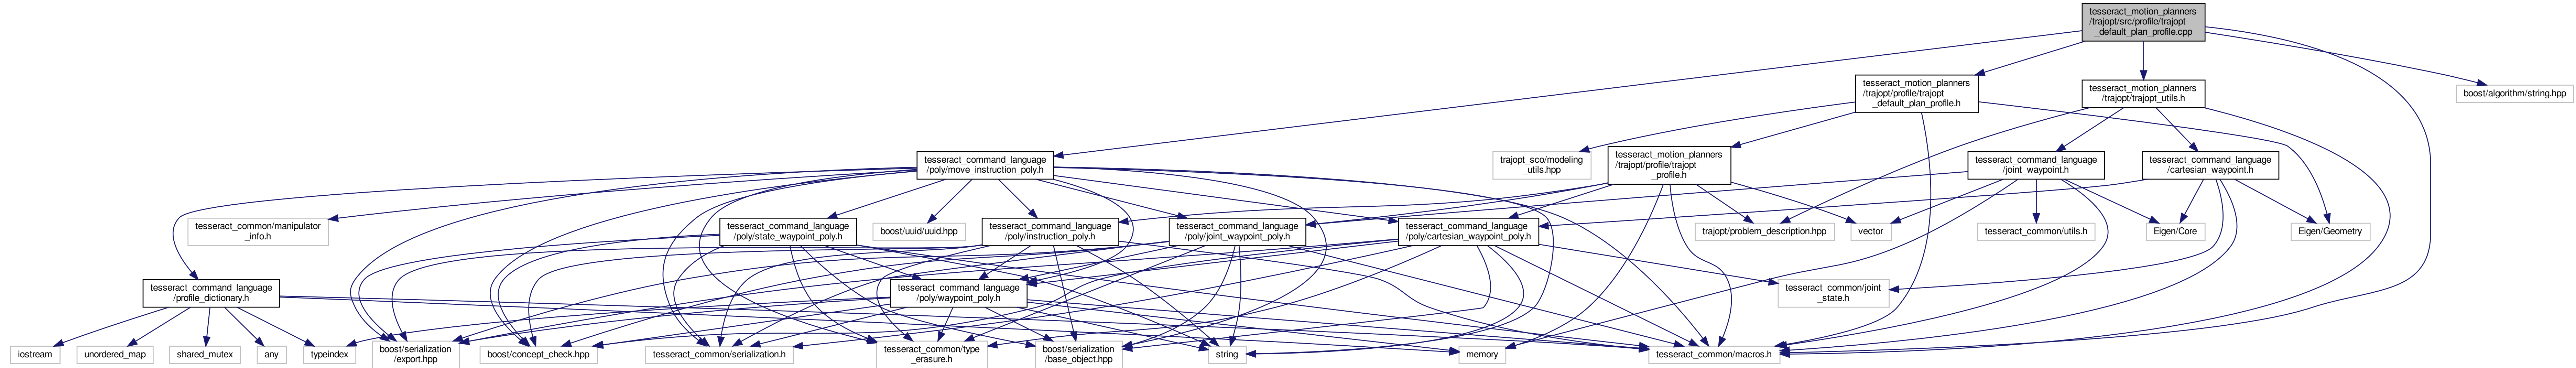 tesseract_motion_planners
/trajopt/src/profile/trajopt
_default_plan_profile.cpp
tesseract_motion_planners
/trajopt/profile/trajopt
_default_plan_profile.h
tesseract_motion_planners
/trajopt/trajopt_utils.h
boost/algorithm/string.hpp
tesseract_command_language
/poly/move_instruction_poly.h
trajopt_sco/modeling
_utils.hpp
tesseract_motion_planners
/trajopt/profile/trajopt
_profile.h
tesseract_command_language
/joint_waypoint.h
tesseract_command_language
/cartesian_waypoint.h
tesseract_common/manipulator
_info.h
tesseract_command_language
/poly/state_waypoint_poly.h
boost/uuid/uuid.hpp
tesseract_command_language
/poly/instruction_poly.h
tesseract_command_language
/poly/joint_waypoint_poly.h
tesseract_command_language
/poly/cartesian_waypoint_poly.h
trajopt/problem_description.hpp
vector
tesseract_common/utils.h
Eigen/Core
Eigen/Geometry
tesseract_command_language
/profile_dictionary.h
tesseract_command_language
/poly/waypoint_poly.h
tesseract_common/joint
_state.h
iostream
unordered_map
shared_mutex
any
typeindex
boost/serialization
/export.hpp
boost/concept_check.hpp
tesseract_common/serialization.h
tesseract_common/type
_erasure.h
boost/serialization
/base_object.hpp
string
memory
tesseract_common/macros.h